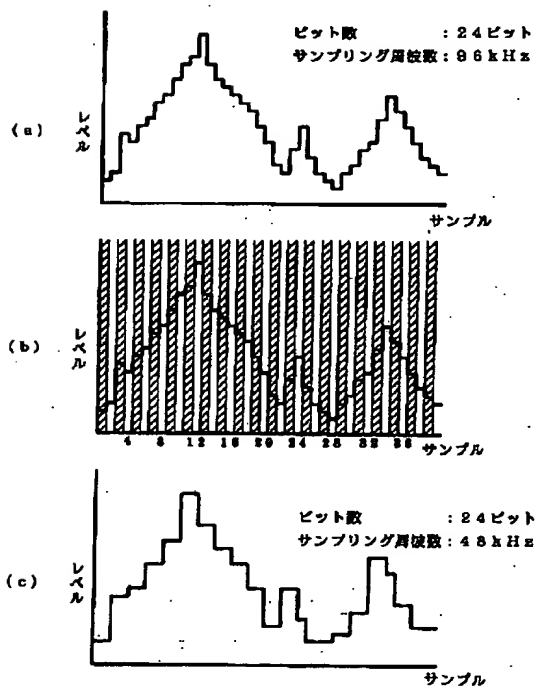 ビット数 :24ビット
サンプリング周波数:96kHz
(a)
レベル
サンプル
(b)
レベル
4 8 12 16 20 24 28 32 36
サンプル
ビット数 :24ビット
サンプリング周波数:48kHz
(c)
レベル
サンプル